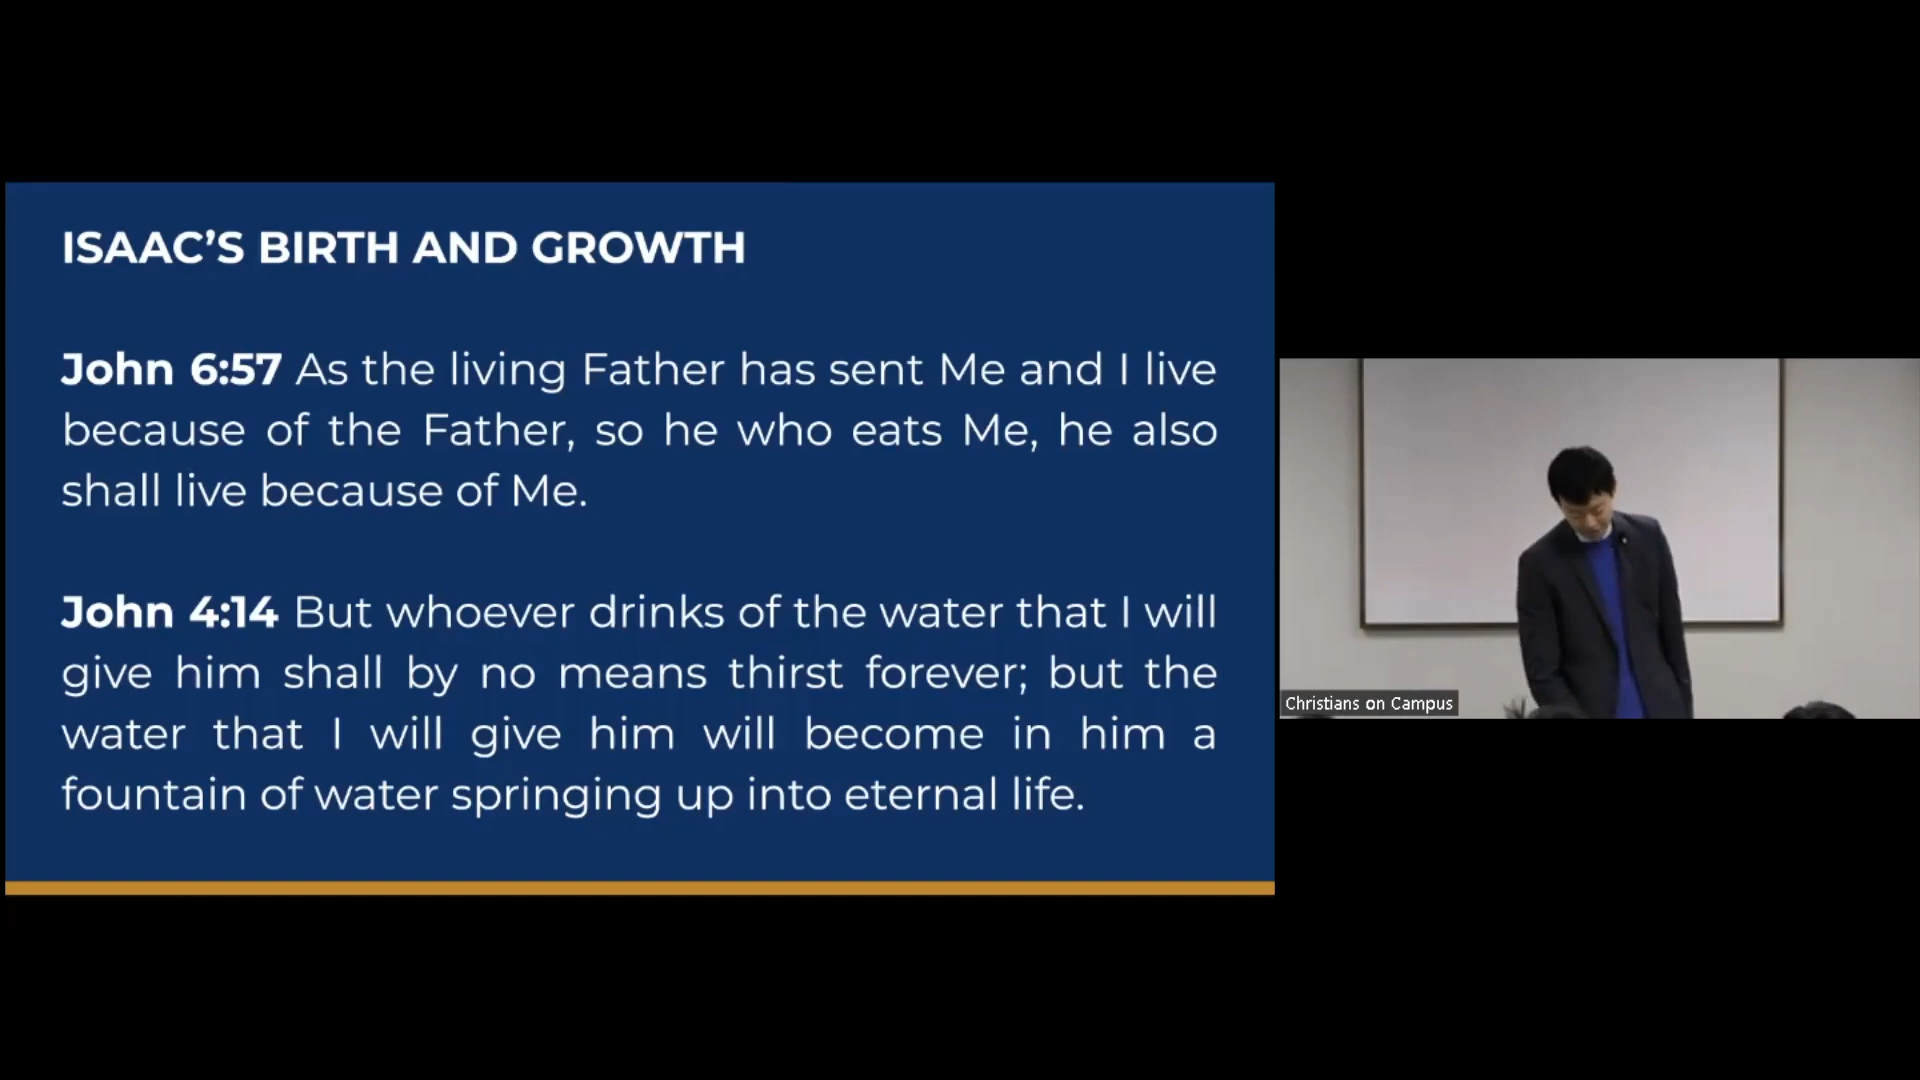 ISAAC’S BIRTH AND GROWTH
John 6:57 As the living Father has sent Me and I live
because of the Father, so he who eats Me, he also
shall live because of Me.
John 4:14 But whoever drinks of the water that I will
give him shall by no means thirst forever; but the
water that I will give him will become in him a
fountain of water springing up into eternal life.
Christians on Campus